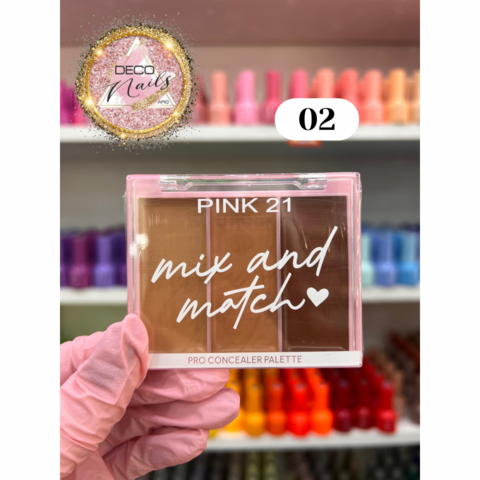 DECO
Nails
02
PINK 21
mix and
match
PRO CONCEALER PALETTE